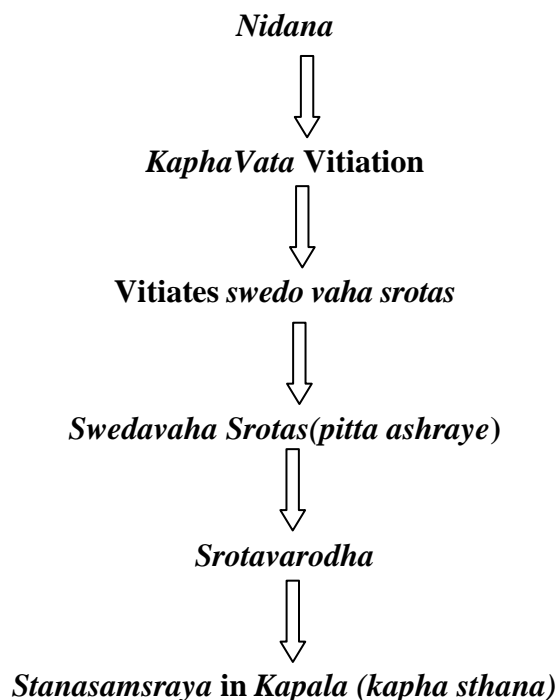 Nidana
KaphaVata Vitiation
Vitiates swedo vaha srotas
Swedavaha Srotas(pitta ashraye)
Srotavarodha
Stanasamsraya in Kapala (kapha sthana)